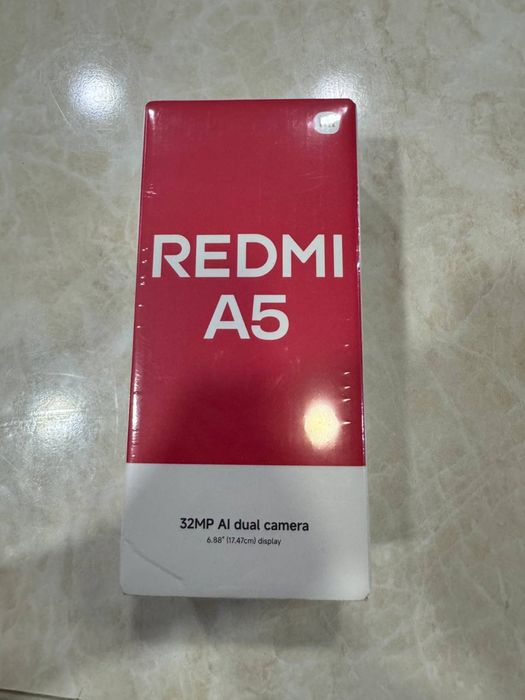 REDMI
A5
32MP AI dual camera
6.88" (17.47cm) display